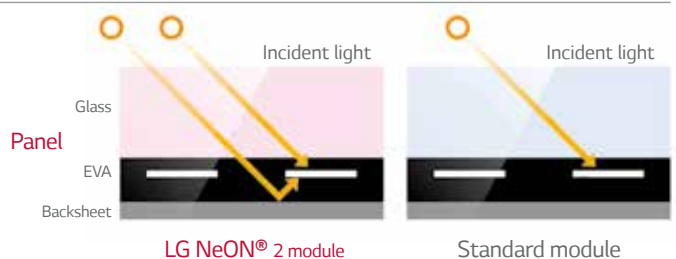 Incident light
Incident light
Glass
Panel
EVA
Backsheet
LG NeON® 2 module
Standard module